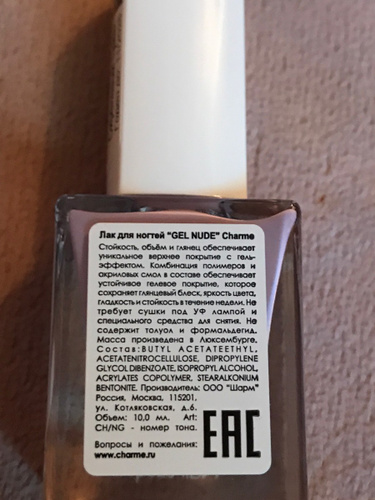 Лак для ногтей "GEL NUDE" Charme
Стойкость, объём и глянец обеспечивает
уникальное верхнее покрытие с гель-
эффектом. Комбинация полимеров и
акриловых смол в составе обеспечивает
устойчивое гелевое покрытие, которое
сохраняет глянцевый блеск, яркость цвета,
гладкость и стойкость в течение недели. Не
требует сушки под УФ лампой и
специального средства для снятия. Не
содержит толуол и формальдегид.
Масса произведена в Люксембурге.
Состав:BUTYL ACETATEETHYL,
ACETATENITROCELLULOSE, DIPROPYLENE
GLYCOL DIBENZOATE, ISOPROPYL ALCOHOL,
ACRYLATES COPOLYMER, STEARALKONIUM
BENTONITE. Производитель: ООО "Шарм"
Россия, Москва, 115201,
ул. Котляковская, д.6.
Объем: 10,0 мл. Art:
CH/NG - номер тона.
Вопросы и пожелания:
www.charme.ru
EAC